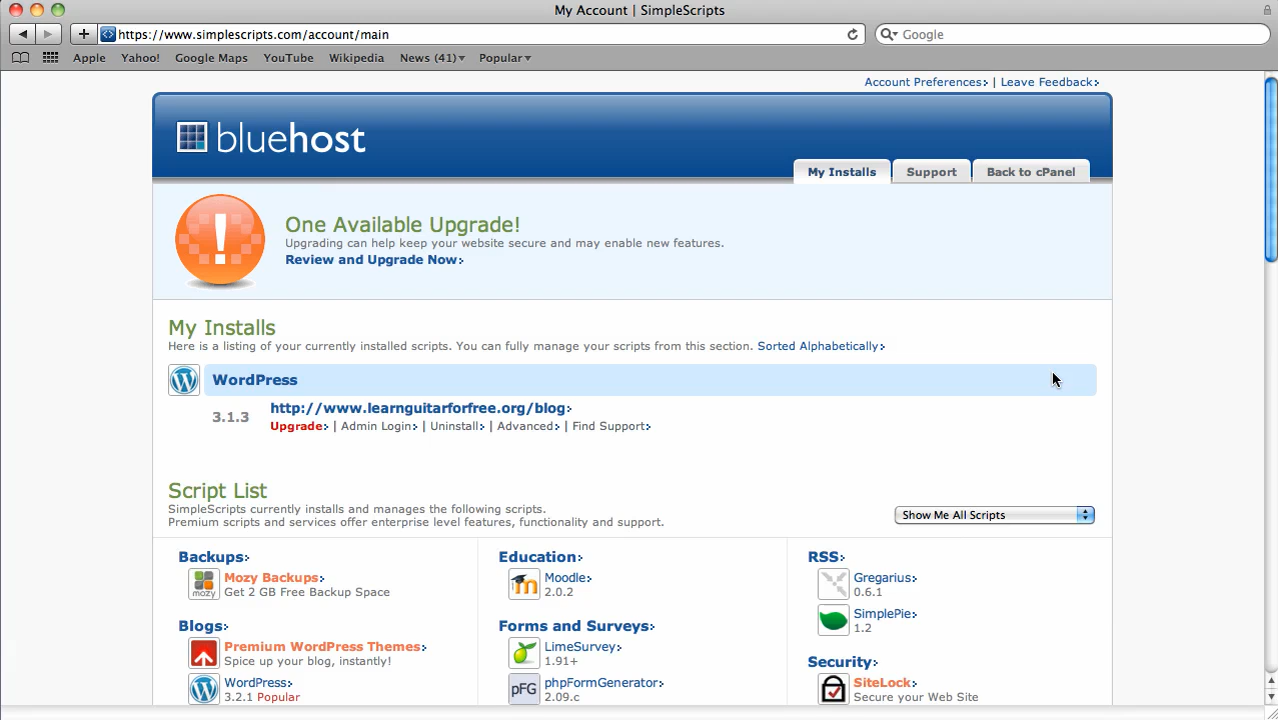 My Account | SimpleScripts
https://www.simplescripts.com/account/main
Google
Apple Yahoo! Google Maps YouTube Wikipedia News (41) Popular
Account Preferences | Leave Feedback
bluehost
My Installs Support Back to cPanel
!
One Available Upgrade!
Upgrading can help keep your website secure and may enable new features.
Review and Upgrade Now
My Installs
Here is a listing of your currently installed scripts. You can fully manage your scripts from this section. Sorted Alphabetically
WordPress
3.1.3
http://www.learnguitarforfree.org/blog
Upgrade | Admin Login | Uninstall | Advanced | Find Support
Script List
SimpleScripts currently installs and manages the following scripts.
Premium scripts and services offer enterprise level features, functionality and support.
Show Me All Scripts
Backups
mozy
Mozy Backups
Get 2 GB Free Backup Space
Blogs
Premium WordPress Themes
Spice up your blog, instantly!
WordPress
3.2.1 Popular
Education
Moodle
2.0.2
Forms and Surveys
LimeSurvey
1.91+
pFG
phpFormGenerator
2.09.c
RSS
Gregarius
0.6.1
SimplePie
1.2
Security
SiteLock
Secure your Web Site